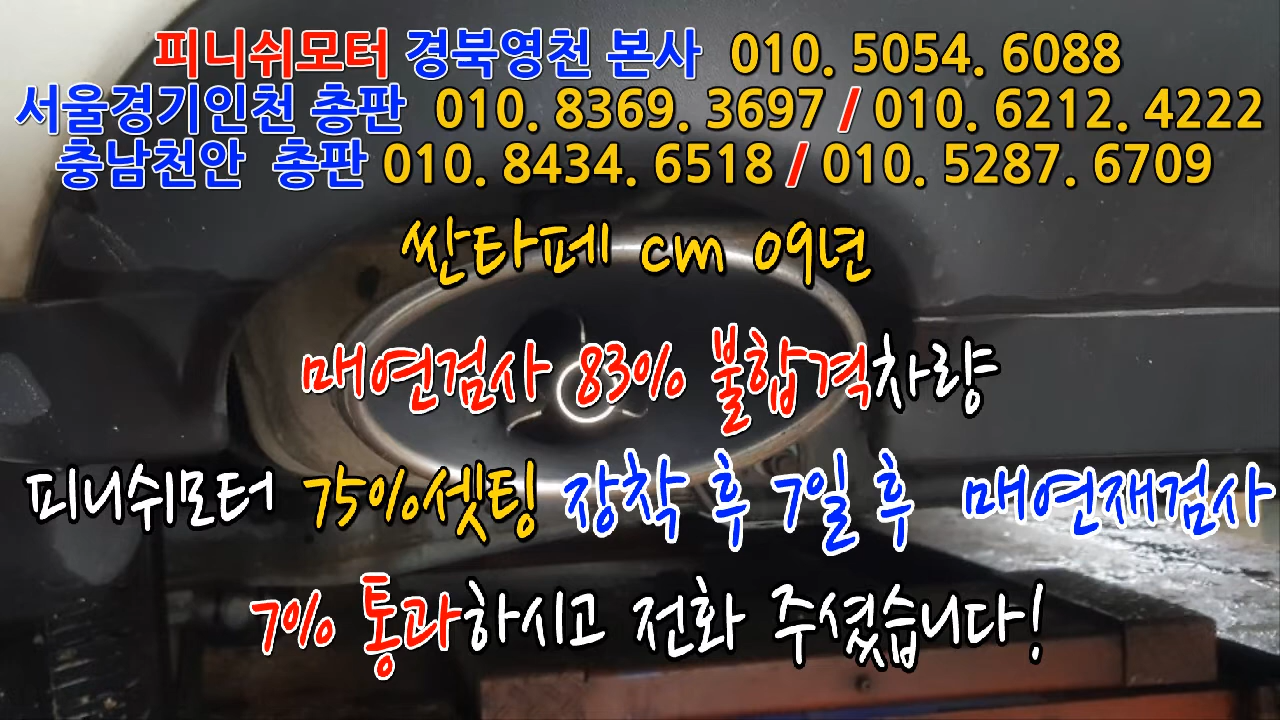 피니쉬모터 경북영천 본사 010. 5054. 6088
서울경기인천 총판 010. 8369. 3697 / 010. 6212. 4222
충남천안 총판 010. 8434. 6518 / 010. 5287. 6709
싼타페 cm 09년
매연검사 83% 불합격차량
피니쉬모터 75%셋팅 장착 후 7일 후 매연재검사
7% 통과하시고 전화 주셨습니다!